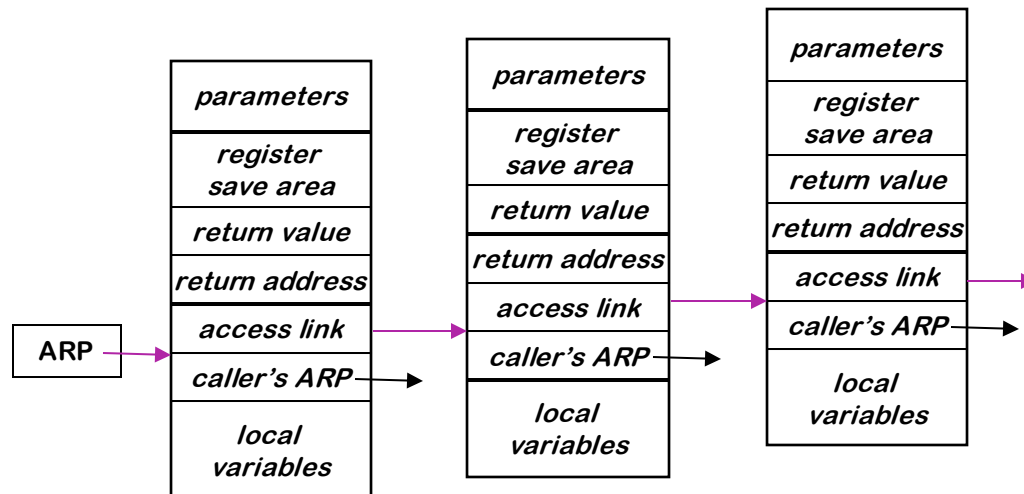 ARP
parameters
register
save area
return value
return address
access link
caller's ARP
local
variables
parameters
register
save area
return value
return address
access link
caller's ARP
local
variables
parameters
register
save area
return value
return address
access link
caller's ARP
local
variables